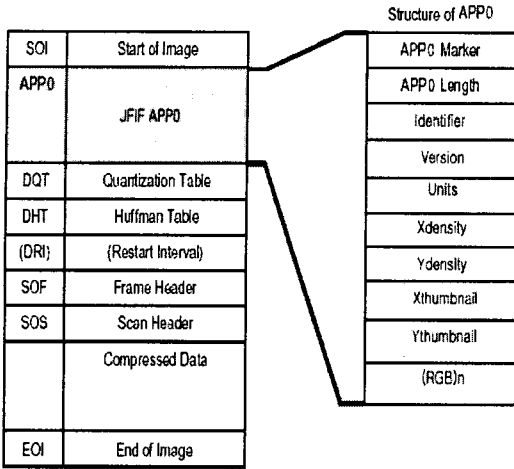 Structure of APP0
SOI Start of Image
APP0 JFIF APP0
DQT Quantization Table
DHT Huffman Table
(DRI) (Restart Interval)
SOF Frame Header
SOS Scan Header
Compressed Data
EOI End of Image
APP0 Marker
APP0 Length
Identifier
Version
Units
Xdensity
Ydensity
Xthumbnail
Ythumbnail
(RGB)n